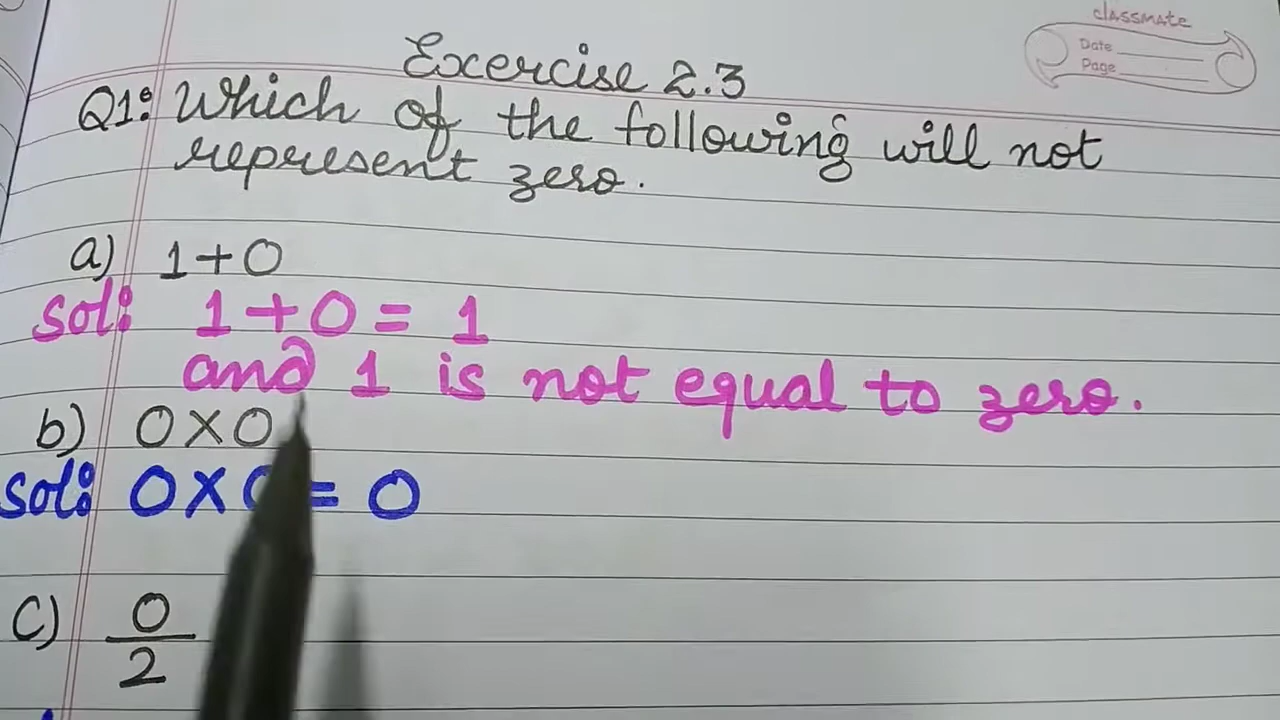 classmate
Date
Page
Exercise 2.3
Q1: Which of the following will not
represent zero.
a) 1+0
Sol: 1+0 = 1
and 1 is not equal to zero.
b) 0×0
Sol: 0×0 = 0
C) 0
2